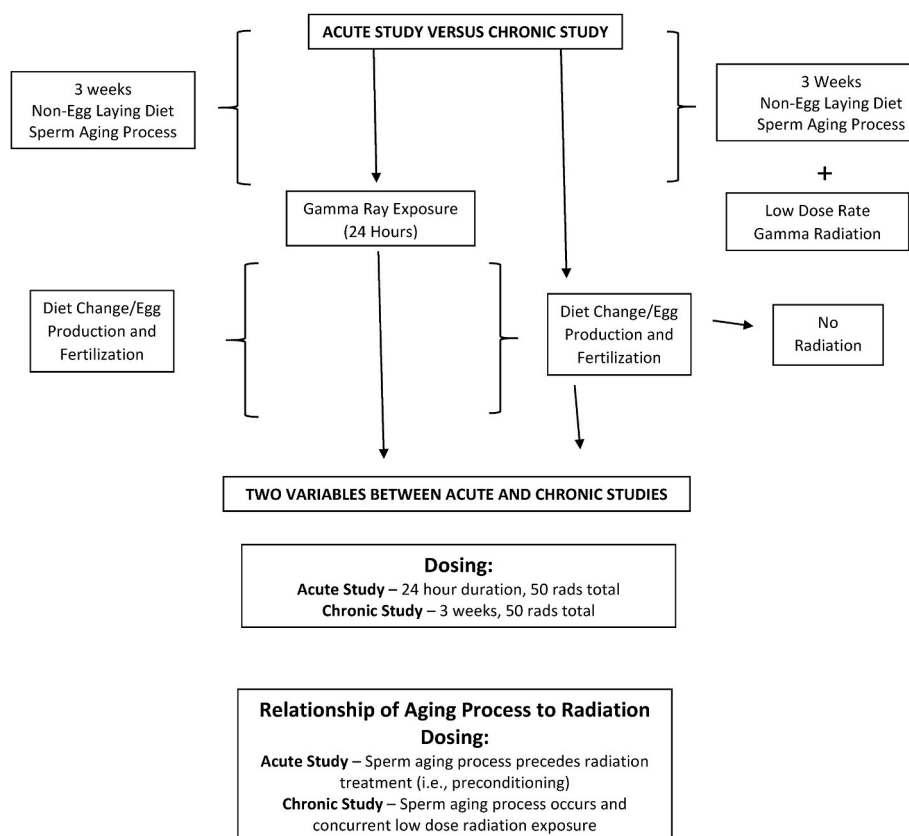 ACUTE STUDY VERSUS CHRONIC STUDY
3 weeks
Non-Egg Laying Diet
Sperm Aging Process
3 Weeks
Non-Egg Laying Diet
Sperm Aging Process
+
Low Dose Rate
Gamma Radiation
Gamma Ray Exposure
(24 Hours)
Diet Change/Egg
Production and
Fertilization
Diet Change/Egg
Production and
Fertilization
No
Radiation
TWO VARIABLES BETWEEN ACUTE AND CHRONIC STUDIES
Dosing:
Acute Study – 24 hour duration, 50 rads total
Chronic Study – 3 weeks, 50 rads total
Relationship of Aging Process to Radiation
Dosing:
Acute Study – Sperm aging process precedes radiation
treatment (i.e., preconditioning)
Chronic Study – Sperm aging process occurs and
concurrent low dose radiation exposure